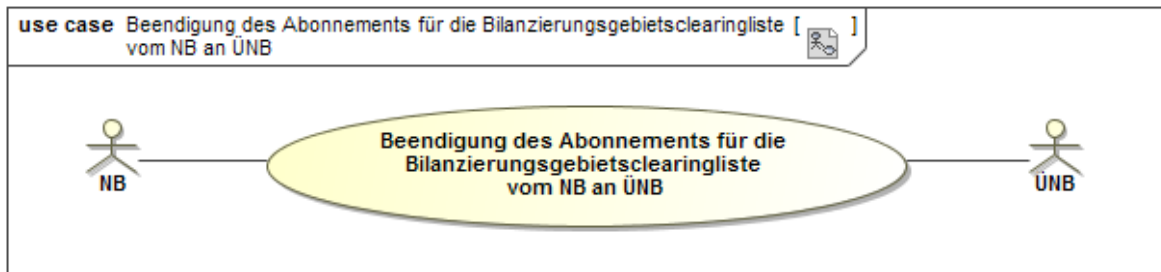 use case Beendigung des Abonnements für die Bilanzierungsgebietsclearingliste [ ]
vom NB an ÜNB
Beendigung des Abonnements für die
Bilanzierungsgebietsclearingliste
vom NB an ÜNB
NB
ÜNB